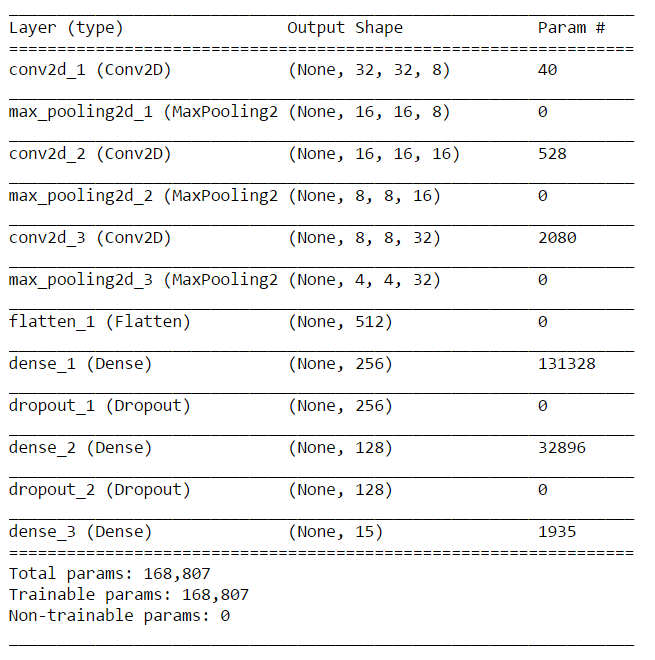 Layer (type)                 Output Shape              Param #
=================================================================
conv2d_1 (Conv2D)            (None, 32, 32, 8)         40
_________________________________________________________________
max_pooling2d_1 (MaxPooling2 (None, 16, 16, 8)         0
_________________________________________________________________
conv2d_2 (Conv2D)            (None, 16, 16, 16)        528
_________________________________________________________________
max_pooling2d_2 (MaxPooling2 (None, 8, 8, 16)          0
_________________________________________________________________
conv2d_3 (Conv2D)            (None, 8, 8, 32)          2080
_________________________________________________________________
max_pooling2d_3 (MaxPooling2 (None, 4, 4, 32)          0
_________________________________________________________________
flatten_1 (Flatten)          (None, 512)               0
_________________________________________________________________
dense_1 (Dense)              (None, 256)               131328
_________________________________________________________________
dropout_1 (Dropout)          (None, 256)               0
_________________________________________________________________
dense_2 (Dense)              (None, 128)               32896
_________________________________________________________________
dropout_2 (Dropout)          (None, 128)               0
_________________________________________________________________
dense_3 (Dense)              (None, 15)                1935
=================================================================
Total params: 168,807
Trainable params: 168,807
Non-trainable params: 0
_________________________________________________________________